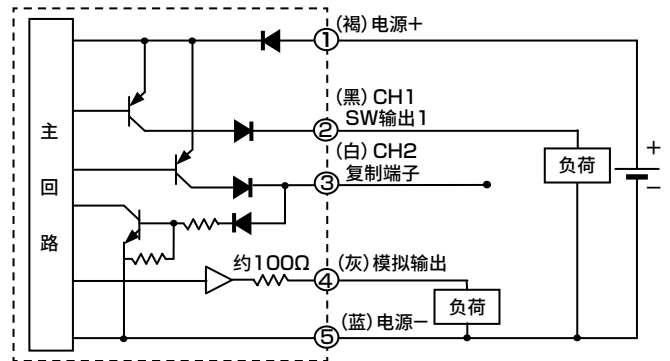 ①(褐)电源+
(黑)CH1
SW输出1
②
(白)CH2
复制端子
③
主回路
负荷
+
−
约100Ω
④(灰)模拟输出
负荷
⑤(蓝)电源−